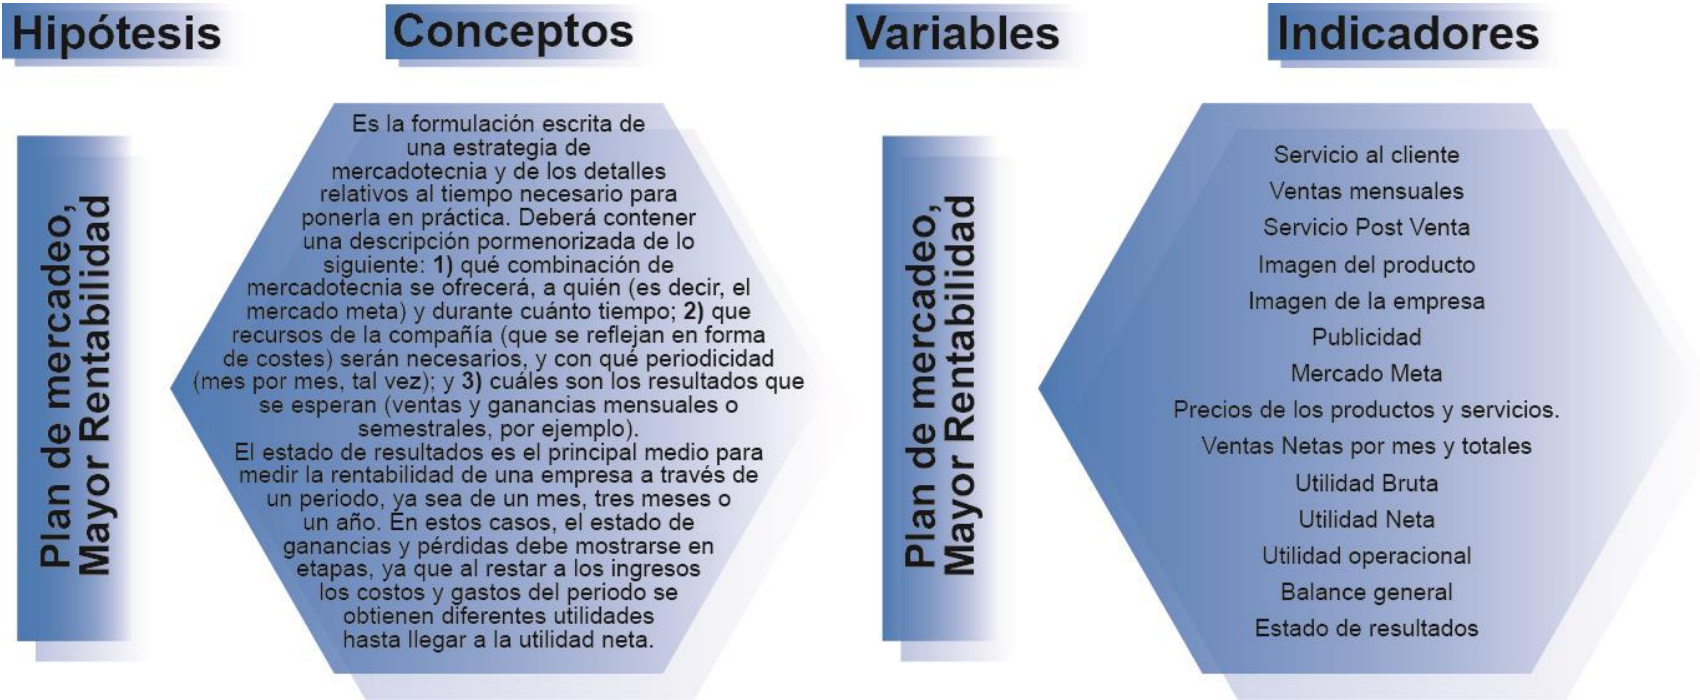 Hipótesis
Conceptos
Variables
Indicadores
Plan de mercadeo,
Mayor Rentabilidad
Es la formulación escrita de
una estrategia de
mercadotecnia y de los detalles
relativos al tiempo necesario para
ponerla en práctica. Deberá contener
una descripción pormenorizada de lo
siguiente: 1) qué combinación de
mercadotecnia se ofrecerá, a quién (es decir, el
mercado meta) y durante cuánto tiempo; 2) que
recursos de la compañía (que se reflejan en forma
de costes) serán necesarios, y con qué periodicidad
(mes por mes, tal vez); y 3) cuáles son los resultados que
se esperan (ventas y ganancias mensuales o
semestrales, por ejemplo).
El estado de resultados es el principal medio para
medir la rentabilidad de una empresa a través de
un periodo, ya sea de un mes, tres meses o
un año. En estos casos, el estado de
ganancias y pérdidas debe mostrarse en
etapas, ya que al restar a los ingresos
los costos y gastos del periodo se
obtienen diferentes utilidades
hasta llegar a la utilidad neta.
Plan de mercadeo,
Mayor Rentabilidad
Servicio al cliente
Ventas mensuales
Servicio Post Venta
Imagen del producto
Imagen de la empresa
Publicidad
Mercado Meta
Precios de los productos y servicios.
Ventas Netas por mes y totales
Utilidad Bruta
Utilidad Neta
Utilidad operacional
Balance general
Estado de resultados